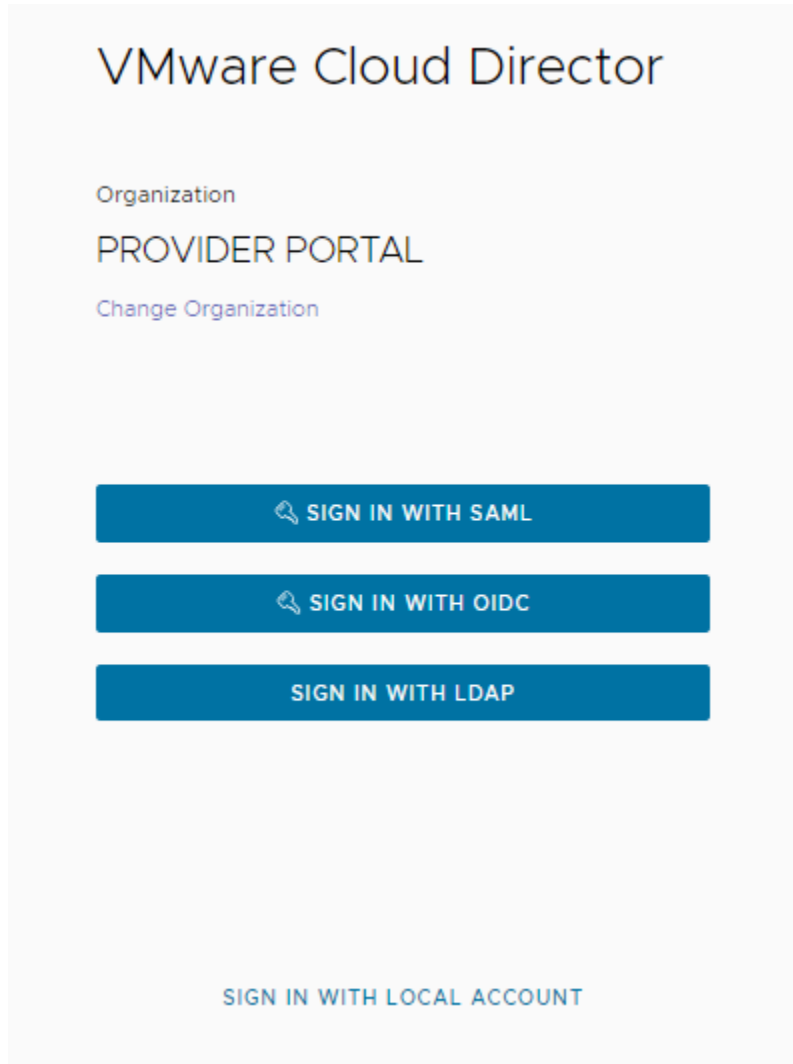 VMware Cloud Director
Organization
PROVIDER PORTAL
Change Organization
SIGN IN WITH SAML
SIGN IN WITH OIDC
SIGN IN WITH LDAP
SIGN IN WITH LOCAL ACCOUNT